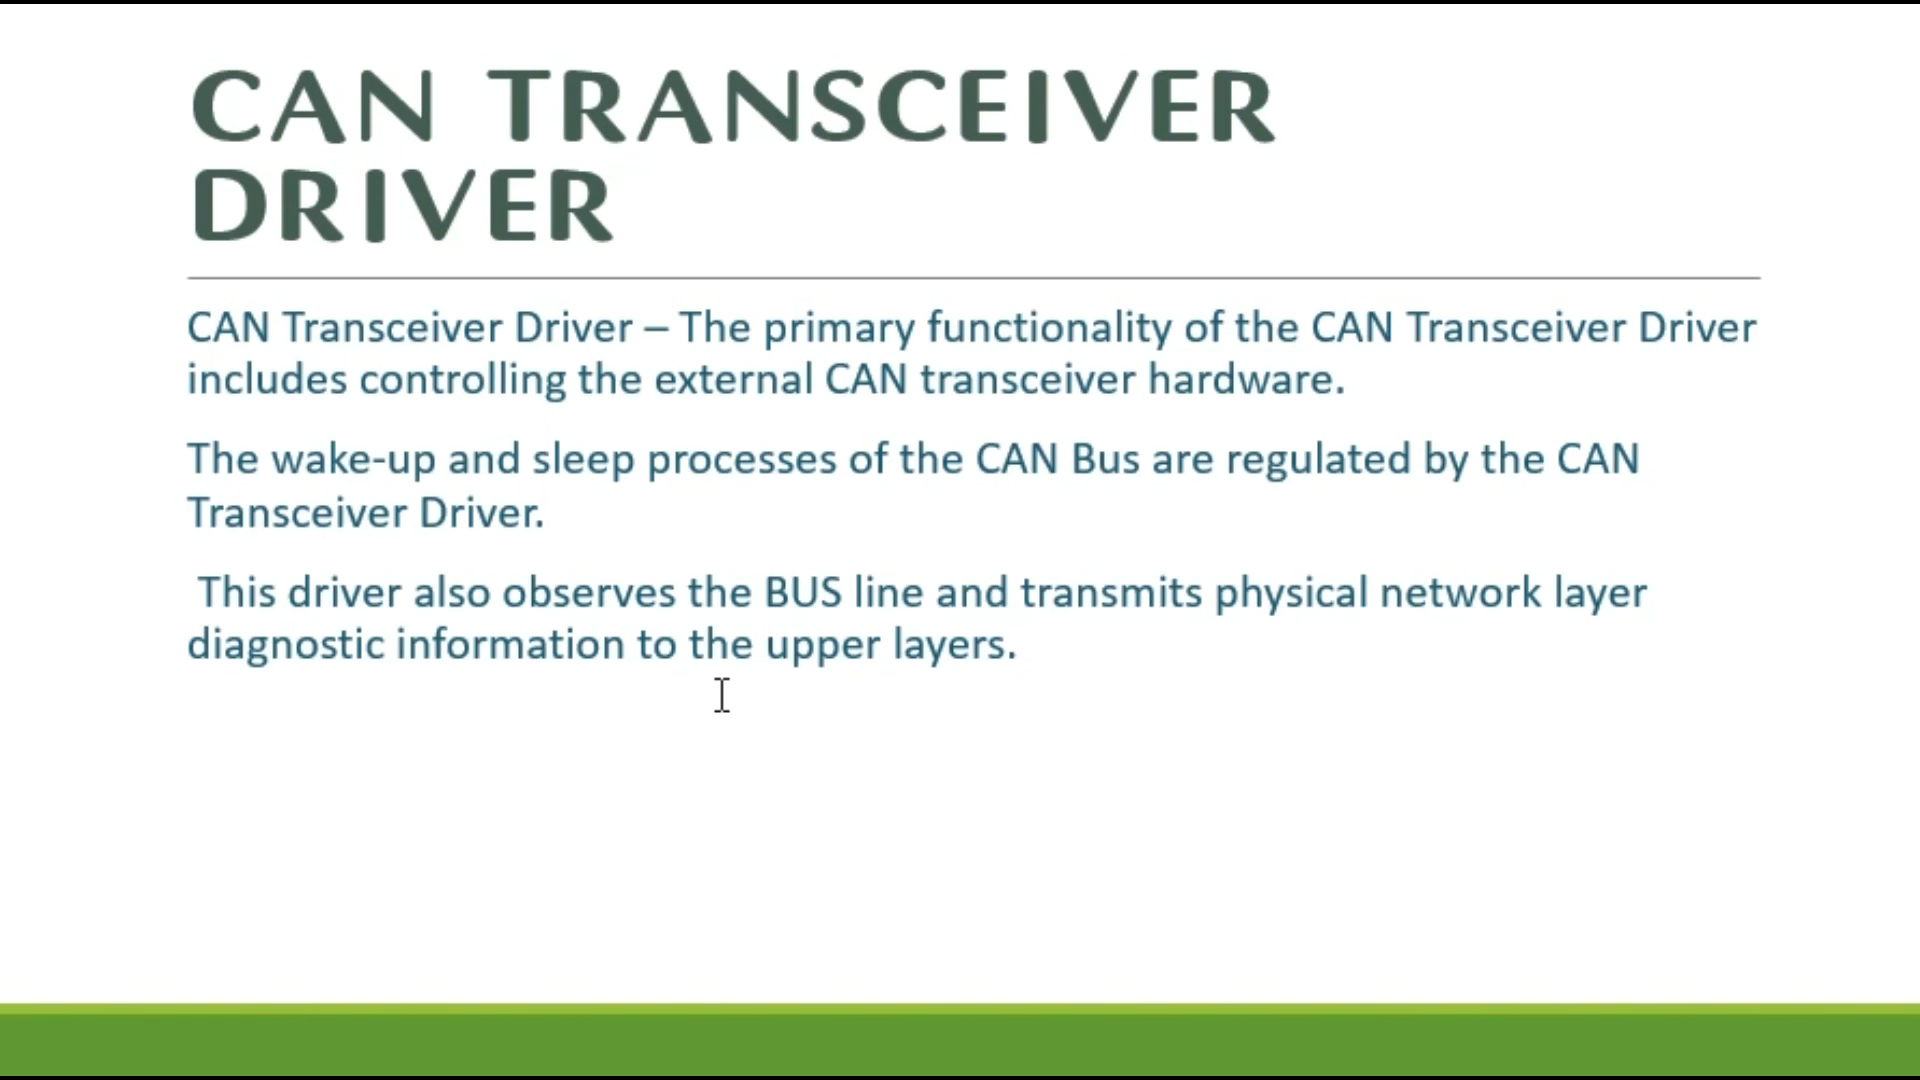 CAN TRANSCEIVER
DRIVER
CAN Transceiver Driver – The primary functionality of the CAN Transceiver Driver
includes controlling the external CAN transceiver hardware.
The wake-up and sleep processes of the CAN Bus are regulated by the CAN
Transceiver Driver.
This driver also observes the BUS line and transmits physical network layer
diagnostic information to the upper layers.